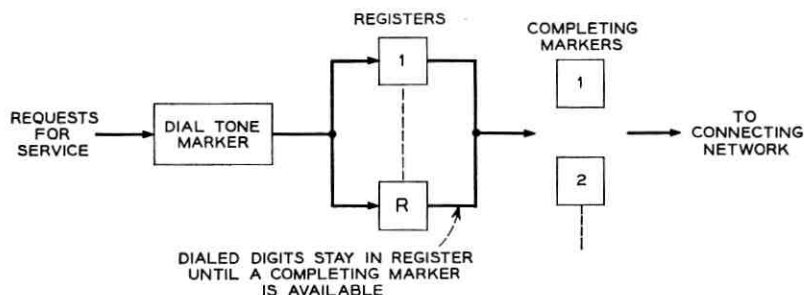 REGISTERS
COMPLETING
MARKERS
1
1
REQUESTS
FOR
SERVICE
DIAL TONE
MARKER
TO
CONNECTING
NETWORK
R
2
DIALED DIGITS STAY IN REGISTER
UNTIL A COMPLETING MARKER
IS AVAILABLE